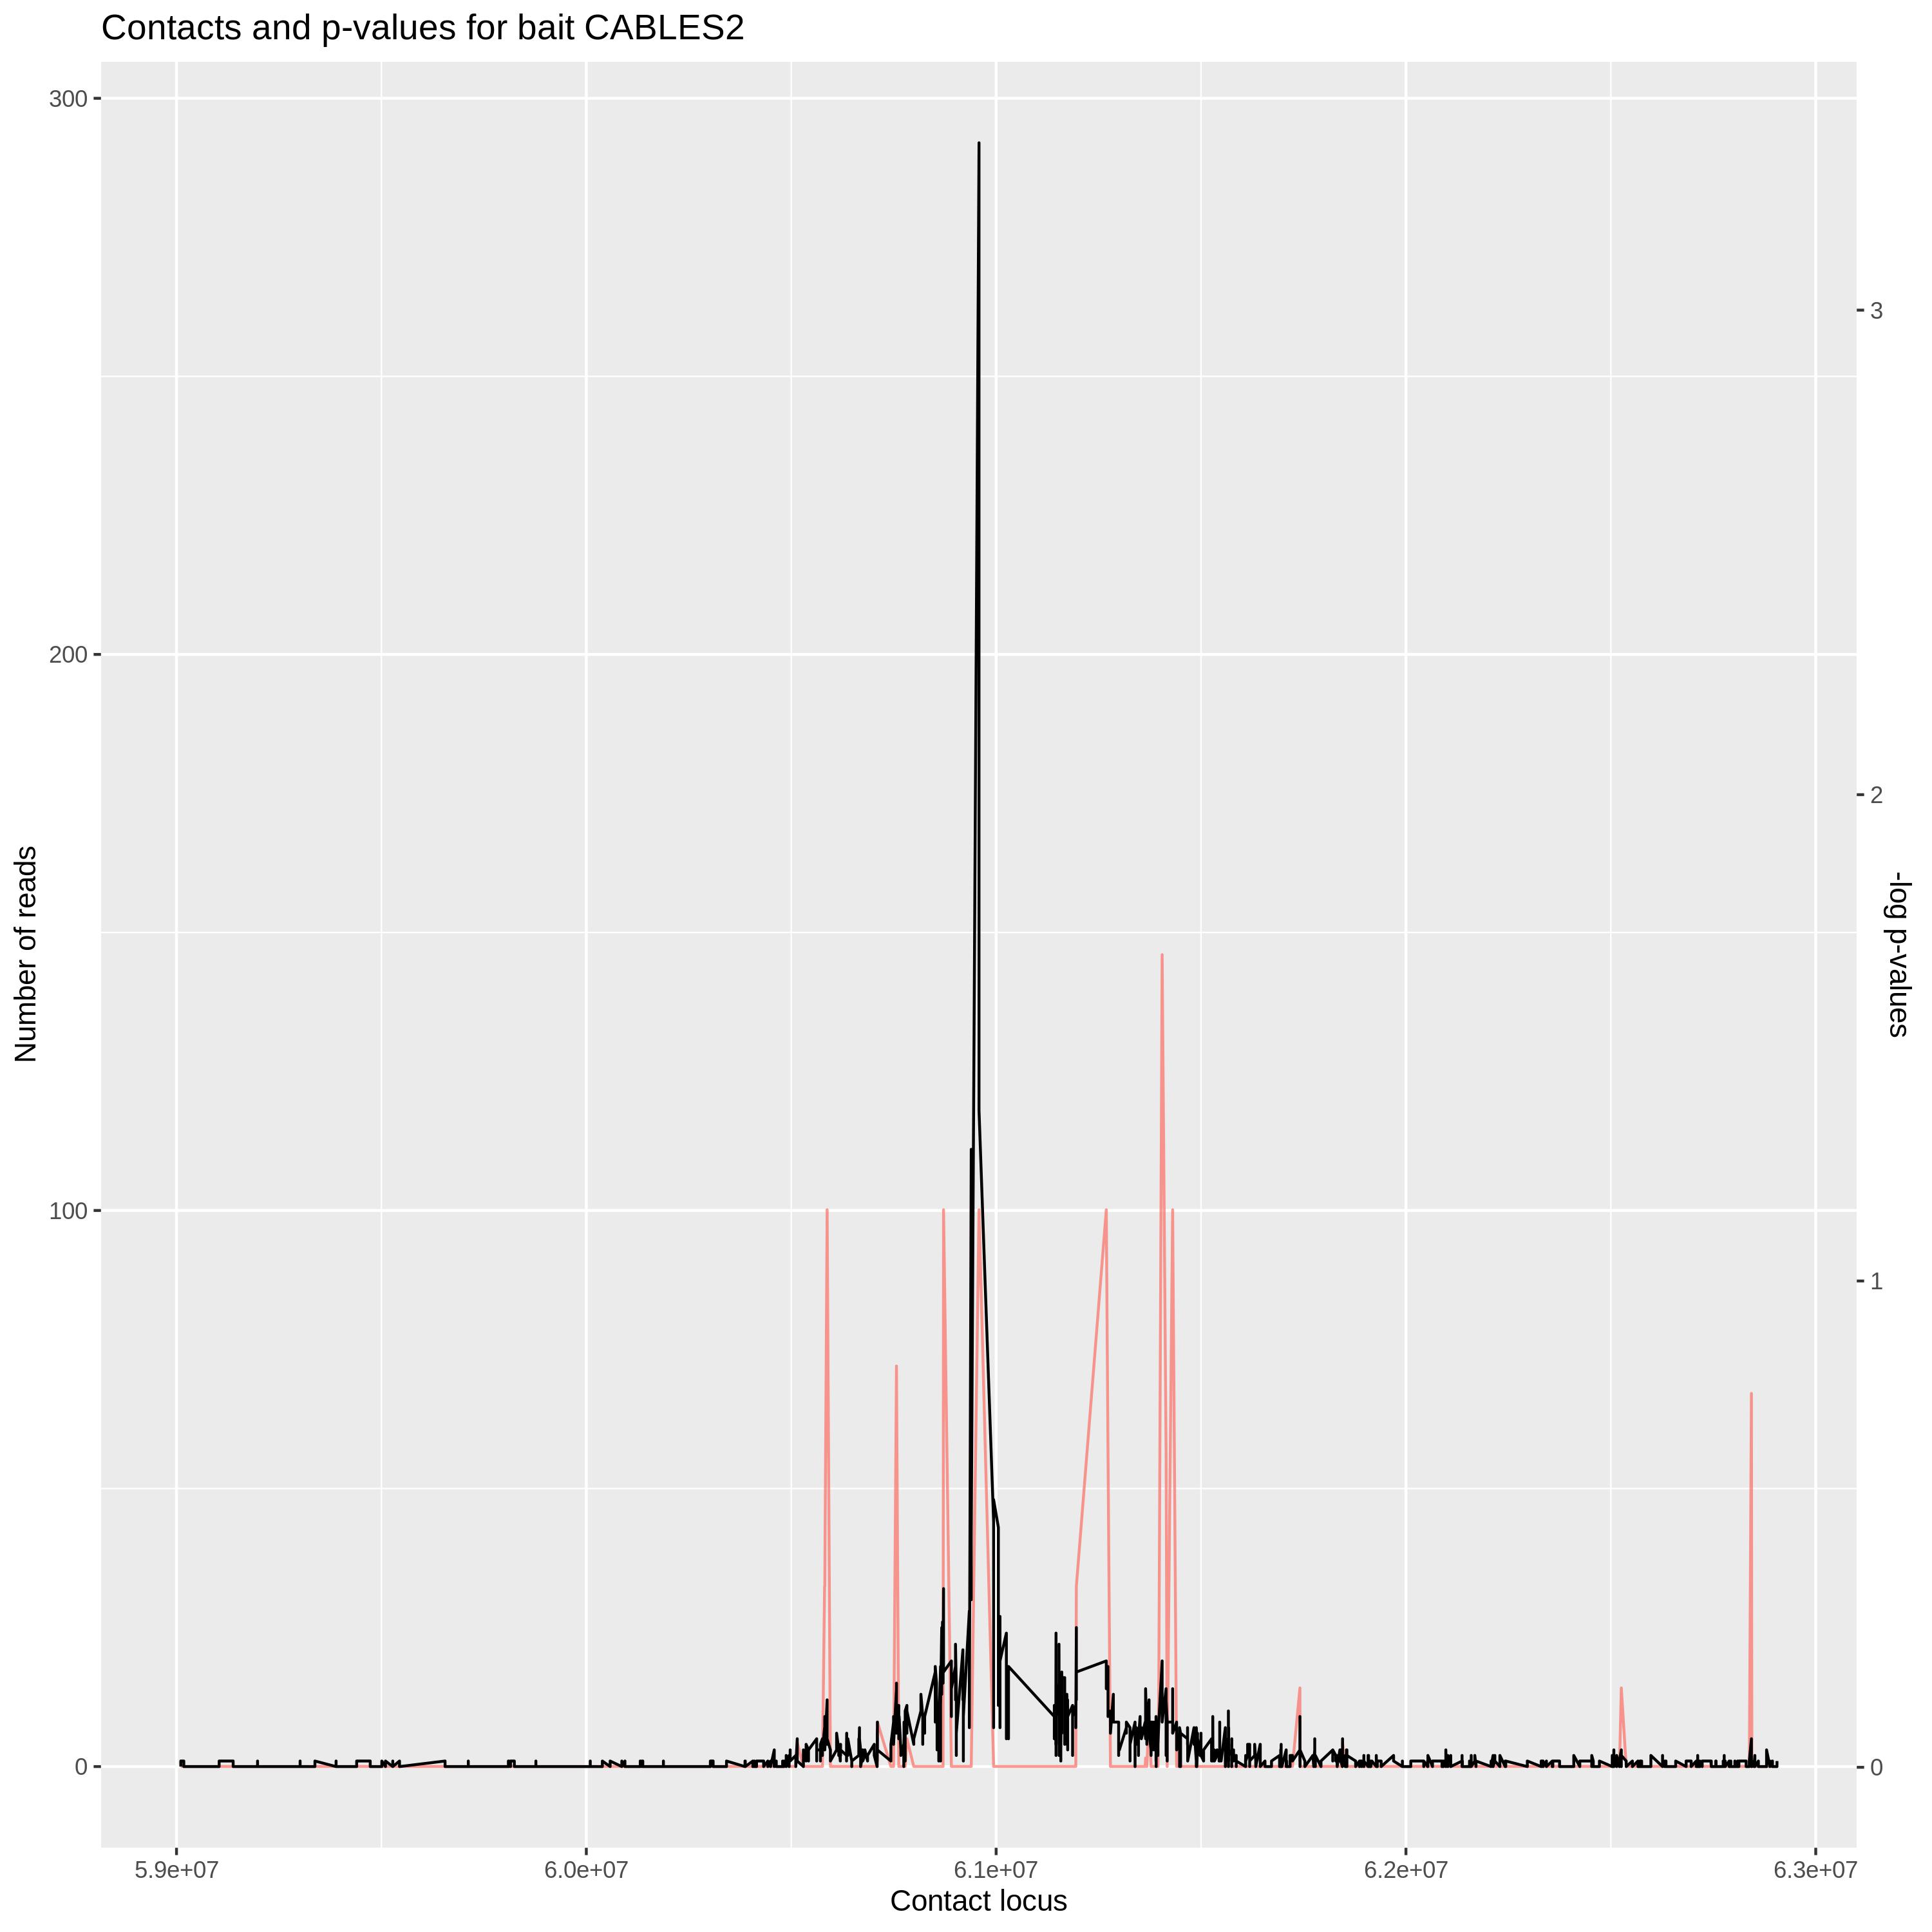 Contacts and p-values for bait CABLES2
300
200
100
0
Number of reads
3
2
1
0
-log p-values
5.9e+07 6.0e+07 6.1e+07 6.2e+07 6.3e+07
Contact locus